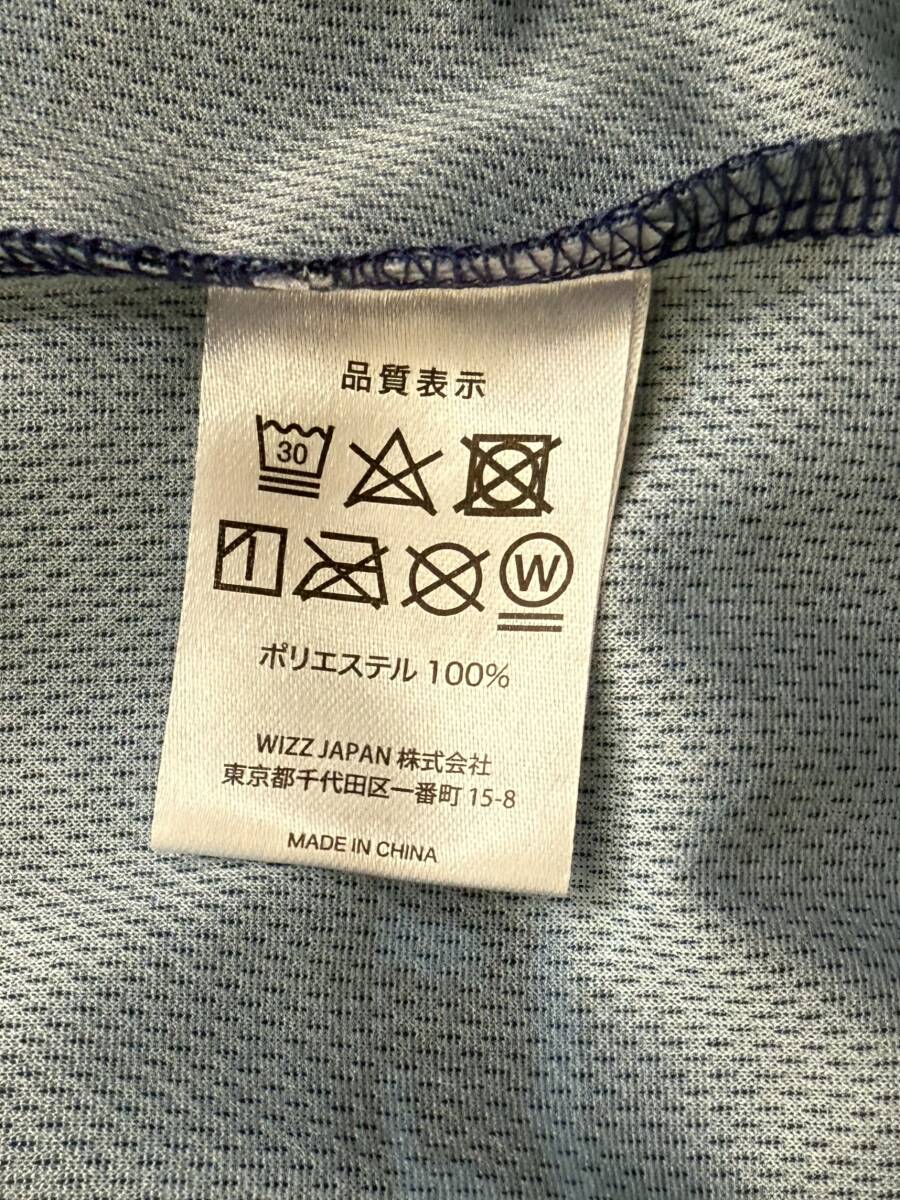 品質表示
30
W
ポリエステル 100%
WIZZ JAPAN 株式会社
東京都千代田区一番町 15-8
MADE IN CHINA